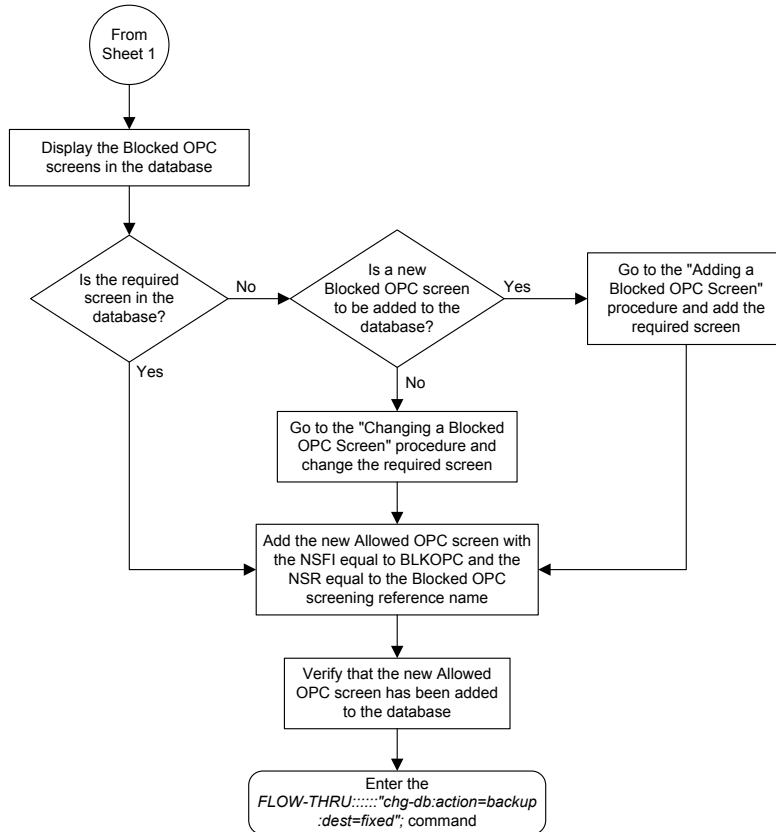 From
Sheet 1
Display the Blocked OPC
screens in the database
Is the required
screen in the
database?
No
Is a new
Blocked OPC screen
to be added to the
database?
Yes
Go to the "Adding a
Blocked OPC Screen"
procedure and add the
required screen
Yes
No
Go to the "Changing a Blocked
OPC Screen" procedure and
change the required screen
Add the new Allowed OPC screen with
the NSFI equal to BLKOPC and the
NSR equal to the Blocked OPC
screening reference name
Verify that the new Allowed
OPC screen has been added
to the database
Enter the
FLOW-THRU::::::"chg-db:action=backup
:dest=fixed"; command